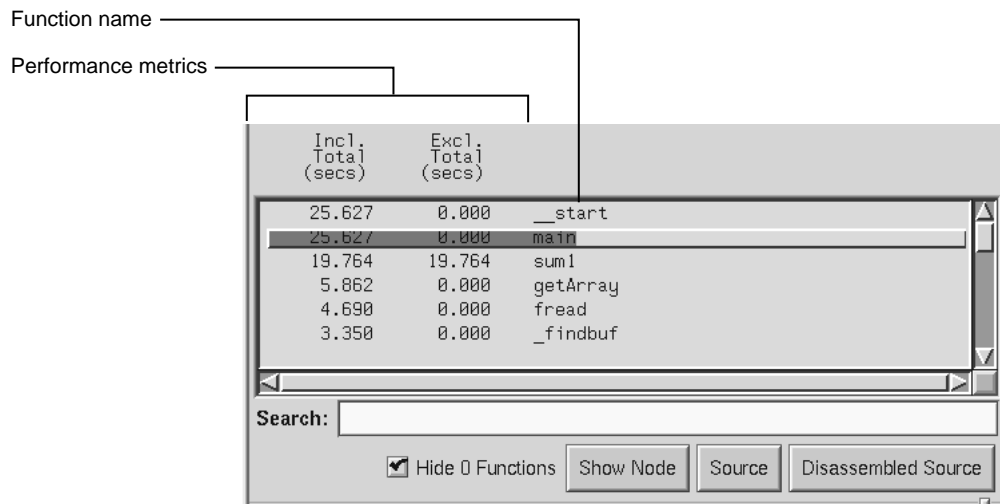 Function name
Performance metrics
Incl. Total (secs) Excl. Total (secs)
25.627 0.000 __start
25.627 0.000 main
19.764 19.764 sum1
5.862 0.000 getArray
4.690 0.000 fread
3.350 0.000 _findbuf
Search:
Hide 0 Functions Show Node Source Disassembled Source